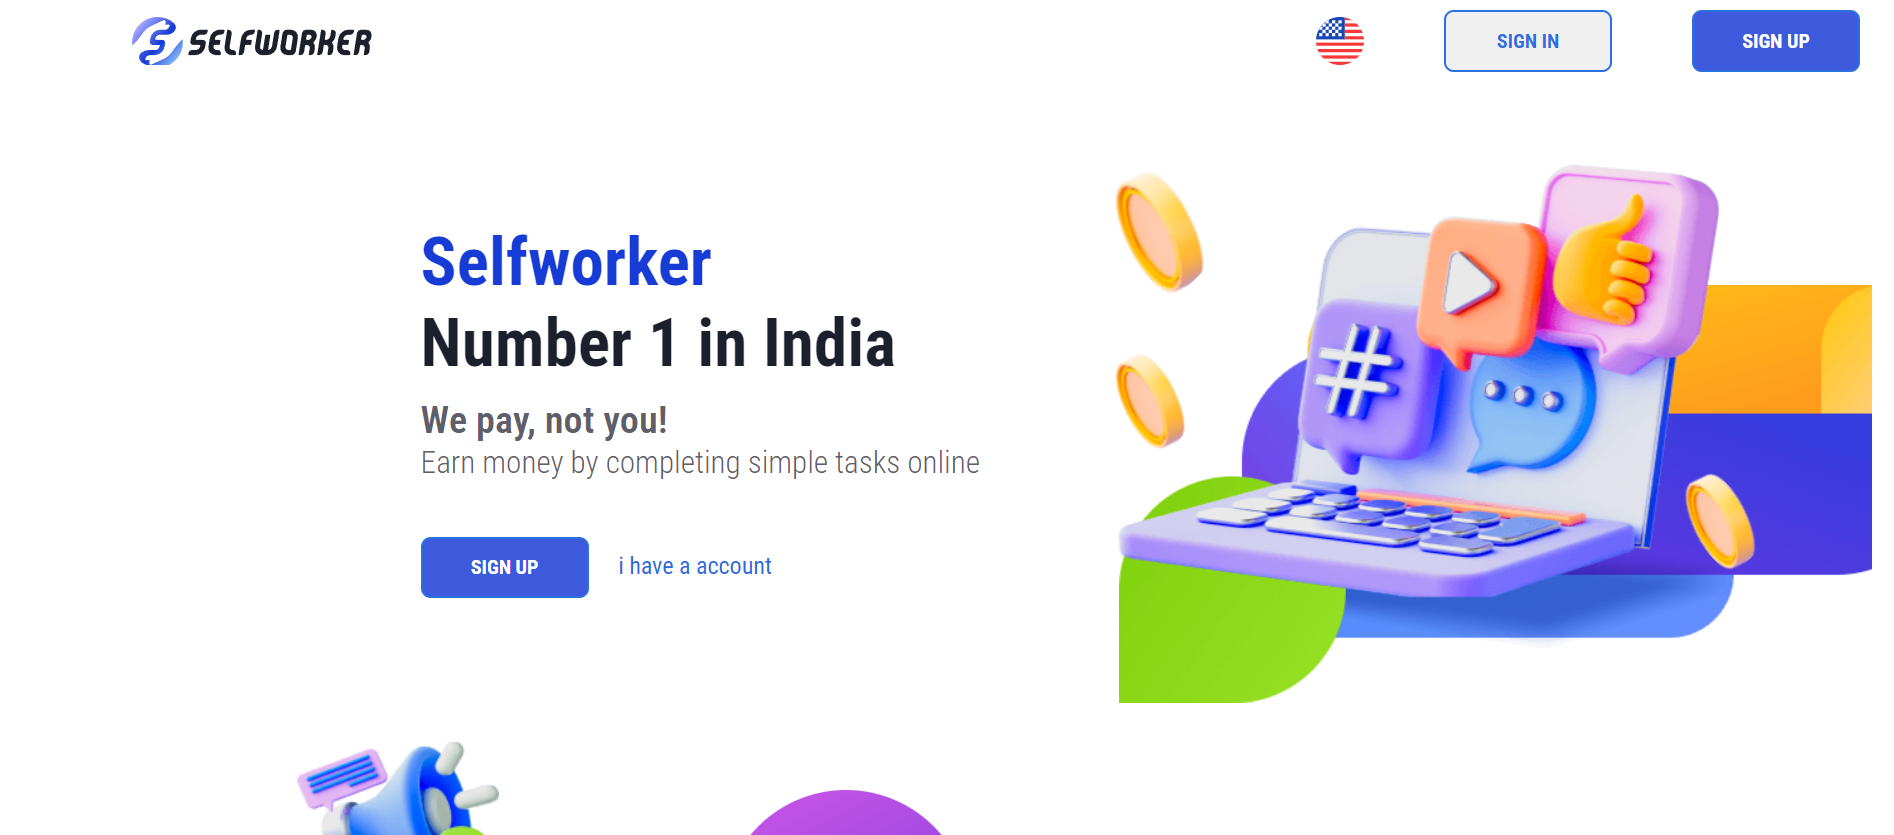 SELFWORKER
SIGN IN
SIGN UP
Selfworker
Number 1 in India
We pay, not you!
Earn money by completing simple tasks online
SIGN UP
i have a account